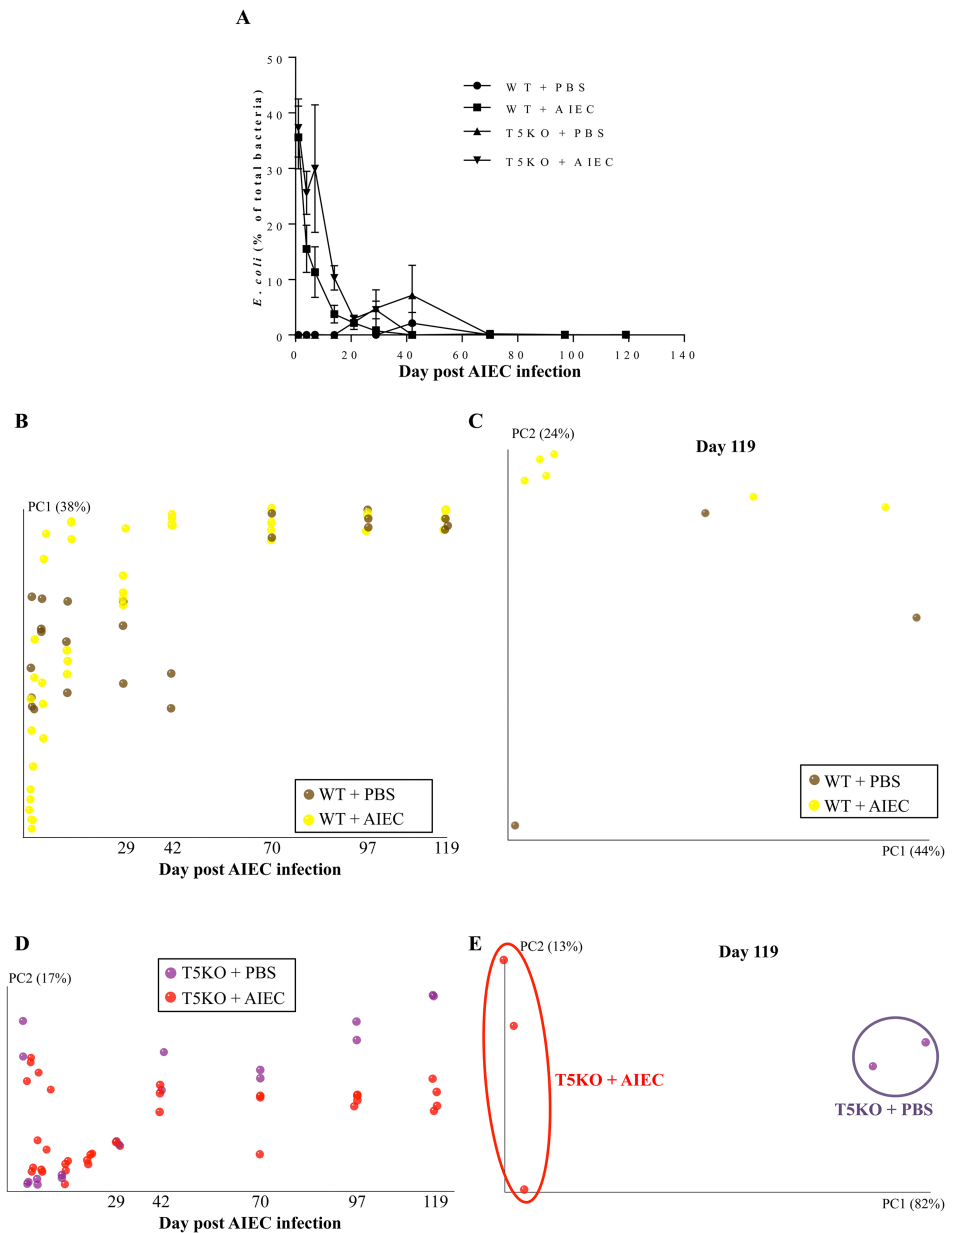 A
50
40
30
20
10
0
E. coli (% of total bacteria)
WT + PBS
WT + AIEC
T5KO + PBS
T5KO + AIEC
0 20 40 60 80 100 120 140
Day post AIEC infection
B
PC1 (38%)
WT + PBS
WT + AIEC
29 42 70 97 119
Day post AIEC infection
C
PC2 (24%)
Day 119
WT + PBS
WT + AIEC
PC1 (44%)
D
PC2 (17%)
T5KO + PBS
T5KO + AIEC
29 42 70 97 119
Day post AIEC infection
E
PC2 (13%)
Day 119
T5KO + AIEC
T5KO + PBS
PC1 (82%)